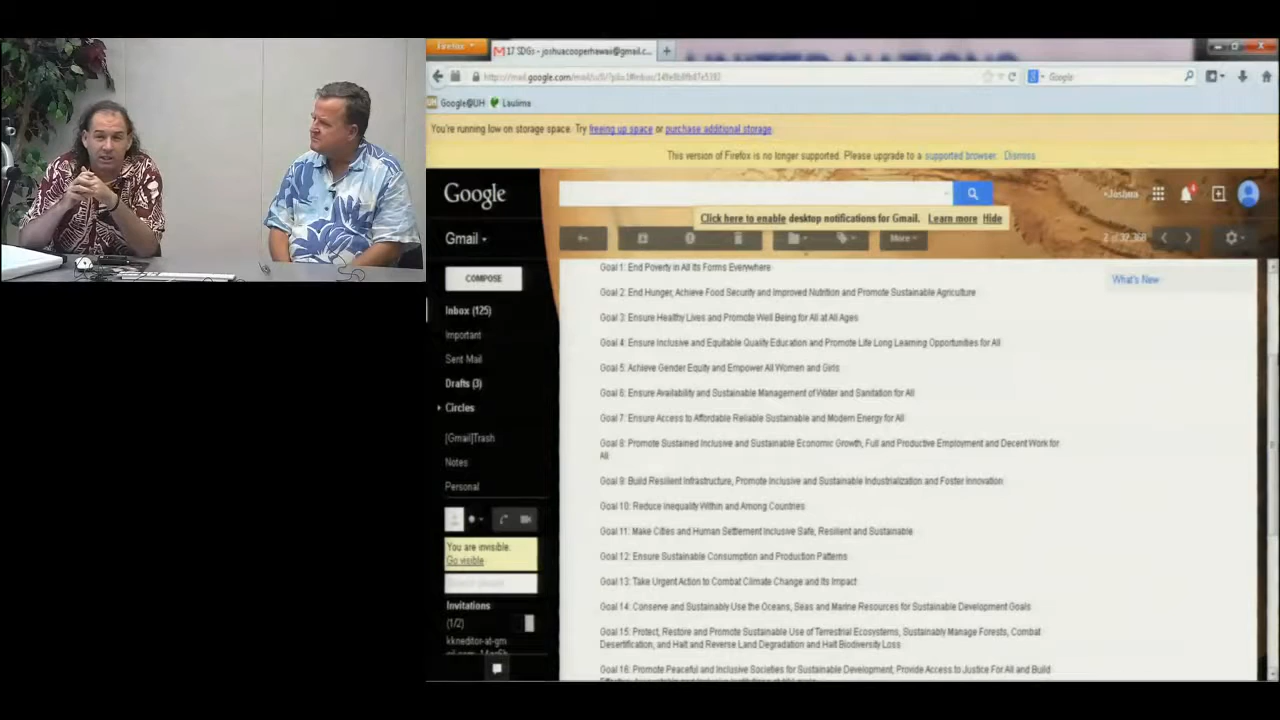 Firefox
17 SDGs - joshuacooperhawaii@gmail.c...
UNITED NATIONS
Google
Google@UH
Laulima
You're running low on storage space. Try freeing up space or purchase additional storage.
This version of Firefox is no longer supported. Please upgrade to a supported browser. Dismiss
Google
+Joshua
4
Click here to enable desktop notifications for Gmail. Learn more Hide
Gmail
More
2 of 32,368
COMPOSE
Inbox (125)
Important
Sent Mail
Drafts (3)
Circles
[Gmail]Trash
Notes
Personal
You are invisible.
Go visible
Invitations
(1/2)
kkneditor-at-gm
Goal 1: End Poverty in All Its Forms Everywhere
Goal 2: End Hunger, Achieve Food Security and Improved Nutrition and Promote Sustainable Agriculture
Goal 3: Ensure Healthy Lives and Promote Well Being for All at All Ages
Goal 4: Ensure Inclusive and Equitable Quality Education and Promote Life Long Learning Opportunities for All
Goal 5: Achieve Gender Equity and Empower All Women and Girls
Goal 6: Ensure Availability and Sustainable Management of Water and Sanitation for All
Goal 7: Ensure Access to Affordable Reliable Sustainable and Modern Energy for All
Goal 8: Promote Sustained Inclusive and Sustainable Economic Growth, Full and Productive Employment and Decent Work for
All
Goal 9: Build Resilient Infrastructure, Promote Inclusive and Sustainable Industrialization and Foster Innovation
Goal 10: Reduce Inequality Within and Among Countries
Goal 11: Make Cities and Human Settlement Inclusive Safe, Resilient and Sustainable
Goal 12: Ensure Sustainable Consumption and Production Patterns
Goal 13: Take Urgent Action to Combat Climate Change and Its Impact
Goal 14: Conserve and Sustainably Use the Oceans, Seas and Marine Resources for Sustainable Development Goals
Goal 15: Protect, Restore and Promote Sustainable Use of Terrestrial Ecosystems, Sustainably Manage Forests, Combat
Desertification, and Halt and Reverse Land Degradation and Halt Biodiversity Loss
Goal 16: Promote Peaceful and Inclusive Societies for Sustainable Development, Provide Access to Justice For All and Build
What's New